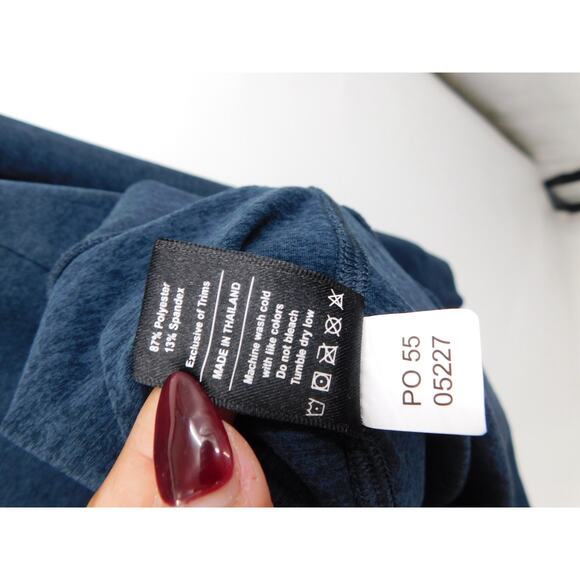 87% Polyester
13% Spandex
Exclusive of Trims
MADE IN THAILAND
Machine wash cold
with like colors
Do not bleach
Tumble dry low
PO 55
05227